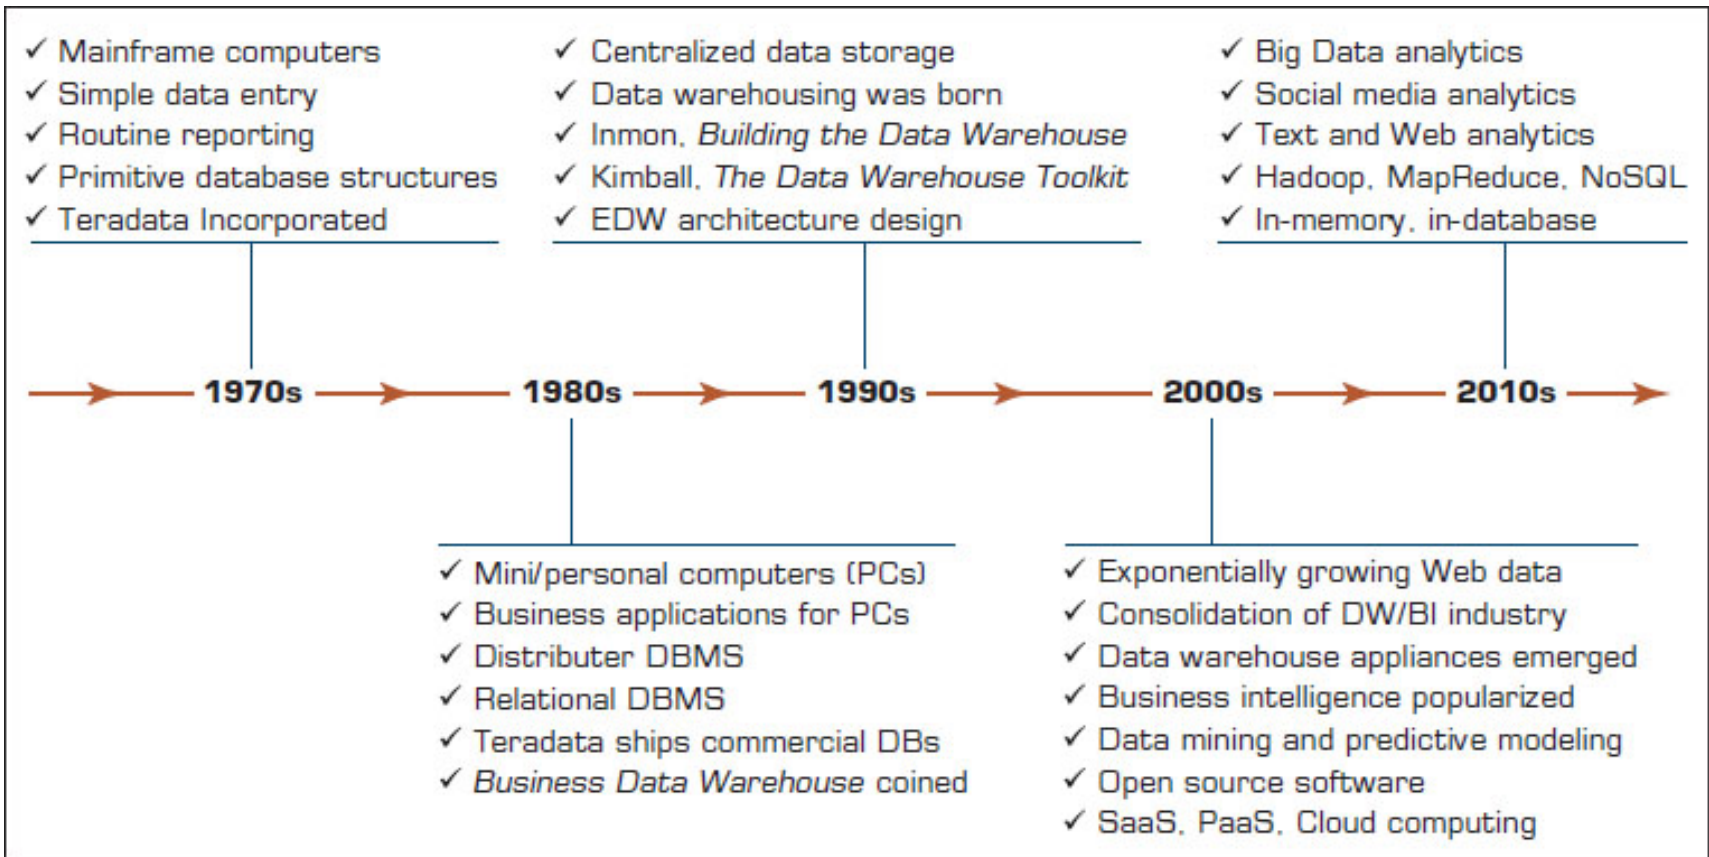 ✓ Mainframe computers
✓ Simple data entry
✓ Routine reporting
✓ Primitive database structures
✓ Teradata Incorporated
✓ Centralized data storage
✓ Data warehousing was born
✓ Inmon, Building the Data Warehouse
✓ Kimball, The Data Warehouse Toolkit
✓ EDW architecture design
✓ Big Data analytics
✓ Social media analytics
✓ Text and Web analytics
✓ Hadoop, MapReduce, NoSQL
✓ In-memory, in-database
1970s
1980s
1990s
2000s
2010s
✓ Mini/personal computers (PCs)
✓ Business applications for PCs
✓ Distributer DBMS
✓ Relational DBMS
✓ Teradata ships commercial DBs
✓ Business Data Warehouse coined
✓ Exponentially growing Web data
✓ Consolidation of DW/BI industry
✓ Data warehouse appliances emerged
✓ Business intelligence popularized
✓ Data mining and predictive modeling
✓ Open source software
✓ SaaS, PaaS, Cloud computing